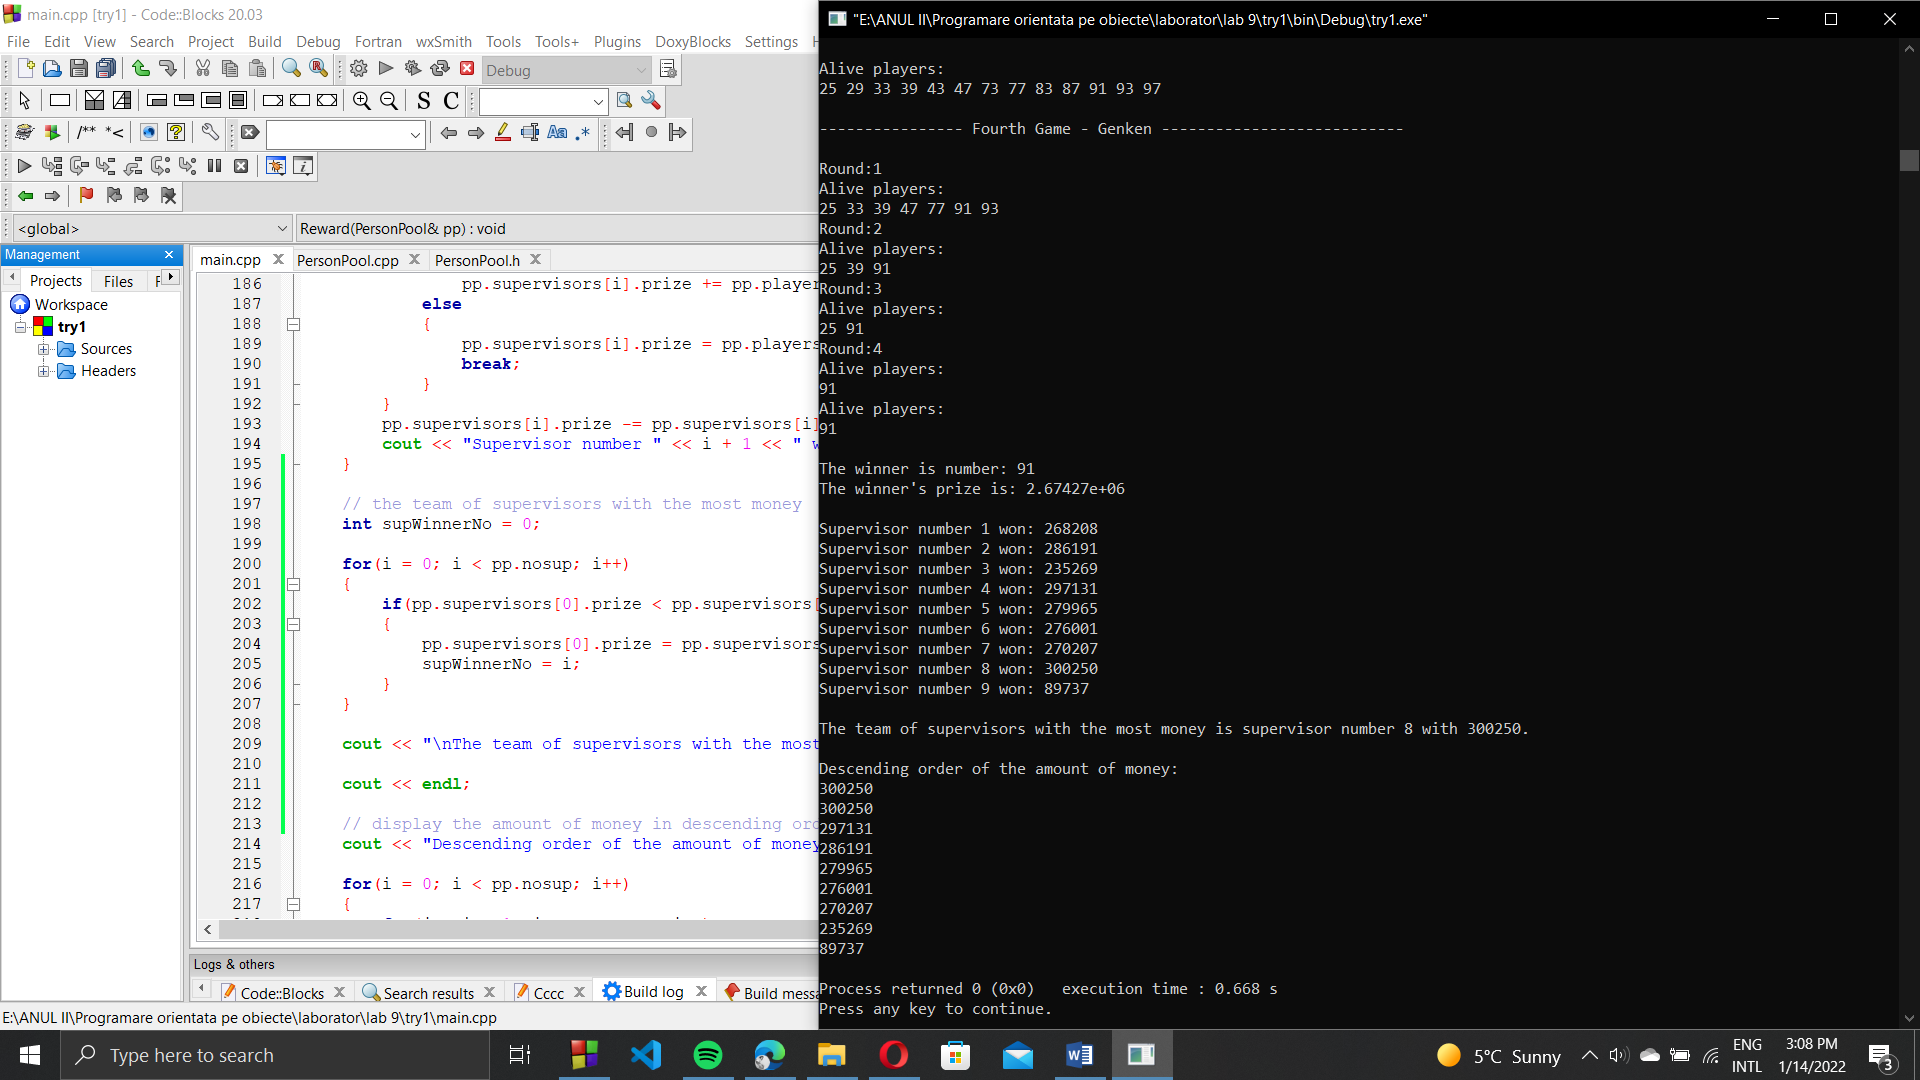 main.cpp [try1] - Code::Blocks 20.03
File Edit View Search Project Build Debug Fortran wxSmith Tools Tools+ Plugins DoxyBlocks Settings
Debug
S C
/** *<
Aa .*
<global>
Reward(PersonPool& pp) : void
Management
Projects Files
Workspace
try1
Sources
Headers
main.cpp PersonPool.cpp PersonPool.h
186 pp.supervisors[i].prize += pp.player
187 else
188 {
189 pp.supervisors[i].prize = pp.players
190 break;
191 }
192 }
193 pp.supervisors[i].prize -= pp.supervisors[i]
194 cout << "Supervisor number " << i + 1 << " w
195 }
196
197 // the team of supervisors with the most money
198 int supWinnerNo = 0;
199
200 for(i = 0; i < pp.nosup; i++)
201 {
202 if(pp.supervisors[0].prize < pp.supervisors[
203 {
204 pp.supervisors[0].prize = pp.supervisors
205 supWinnerNo = i;
206 }
207 }
208
209 cout << "\nThe team of supervisors with the most
210
211 cout << endl;
212
213 // display the amount of money in descending ord
214 cout << "Descending order of the amount of money
215
216 for(i = 0; i < pp.nosup; i++)
217 {
Logs & others
Code::Blocks Search results Cccc Build log Build messa
E:\ANUL II\Programare orientata pe obiecte\laborator\lab 9\try1\main.cpp
"E:\ANUL II\Programare orientata pe obiecte\laborator\lab 9\try1\bin\Debug\try1.exe"
Alive players:
25 29 33 39 43 47 73 77 83 87 91 93 97
---------------- Fourth Game - Genken ---------------------------
Round:1
Alive players:
25 33 39 47 77 91 93
Round:2
Alive players:
25 39 91
Round:3
Alive players:
25 91
Round:4
Alive players:
91
Alive players:
91
The winner is number: 91
The winner's prize is: 2.67427e+06
Supervisor number 1 won: 268208
Supervisor number 2 won: 286191
Supervisor number 3 won: 235269
Supervisor number 4 won: 297131
Supervisor number 5 won: 279965
Supervisor number 6 won: 276001
Supervisor number 7 won: 270207
Supervisor number 8 won: 300250
Supervisor number 9 won: 89737
The team of supervisors with the most money is supervisor number 8 with 300250.
Descending order of the amount of money:
300250
300250
297131
286191
279965
276001
270207
235269
89737
Process returned 0 (0x0) execution time : 0.668 s
Press any key to continue.
Type here to search
5°C Sunny
ENG
INTL
3:08 PM
1/14/2022
3